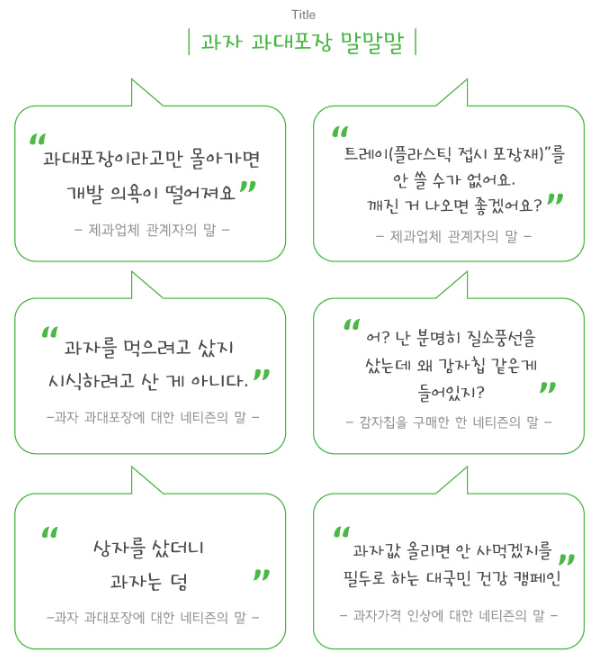 Title
| 과자 과대포장 말말말 |
“과대포장이라고만 몰아가면
개발 의욕이 떨어져요”
- 제과업체 관계자의 말 -
“트레이(플라스틱 접시 포장재)”를
안 쓸 수가 없어요.
깨진 거 나오면 좋겠어요?”
- 제과업체 관계자의 말 -
“과자를 먹으려고 샀지
시식하려고 산 게 아니다.”
-과자 과대포장에 대한 네티즌의 말 -
“어? 난 분명히 질소풍선을
샀는데 왜 감자칩 같은게
들어있지?”
- 감자칩을 구매한 한 네티즌의 말 -
“상자를 샀더니
과자는 덤”
-과자 과대포장에 대한 네티즌의 말 -
“과자값 올리면 안 사먹겠지를
필두로 하는 대국민 건강 캠페인”
- 과자가격 인상에 대한 네티즌의 말 -